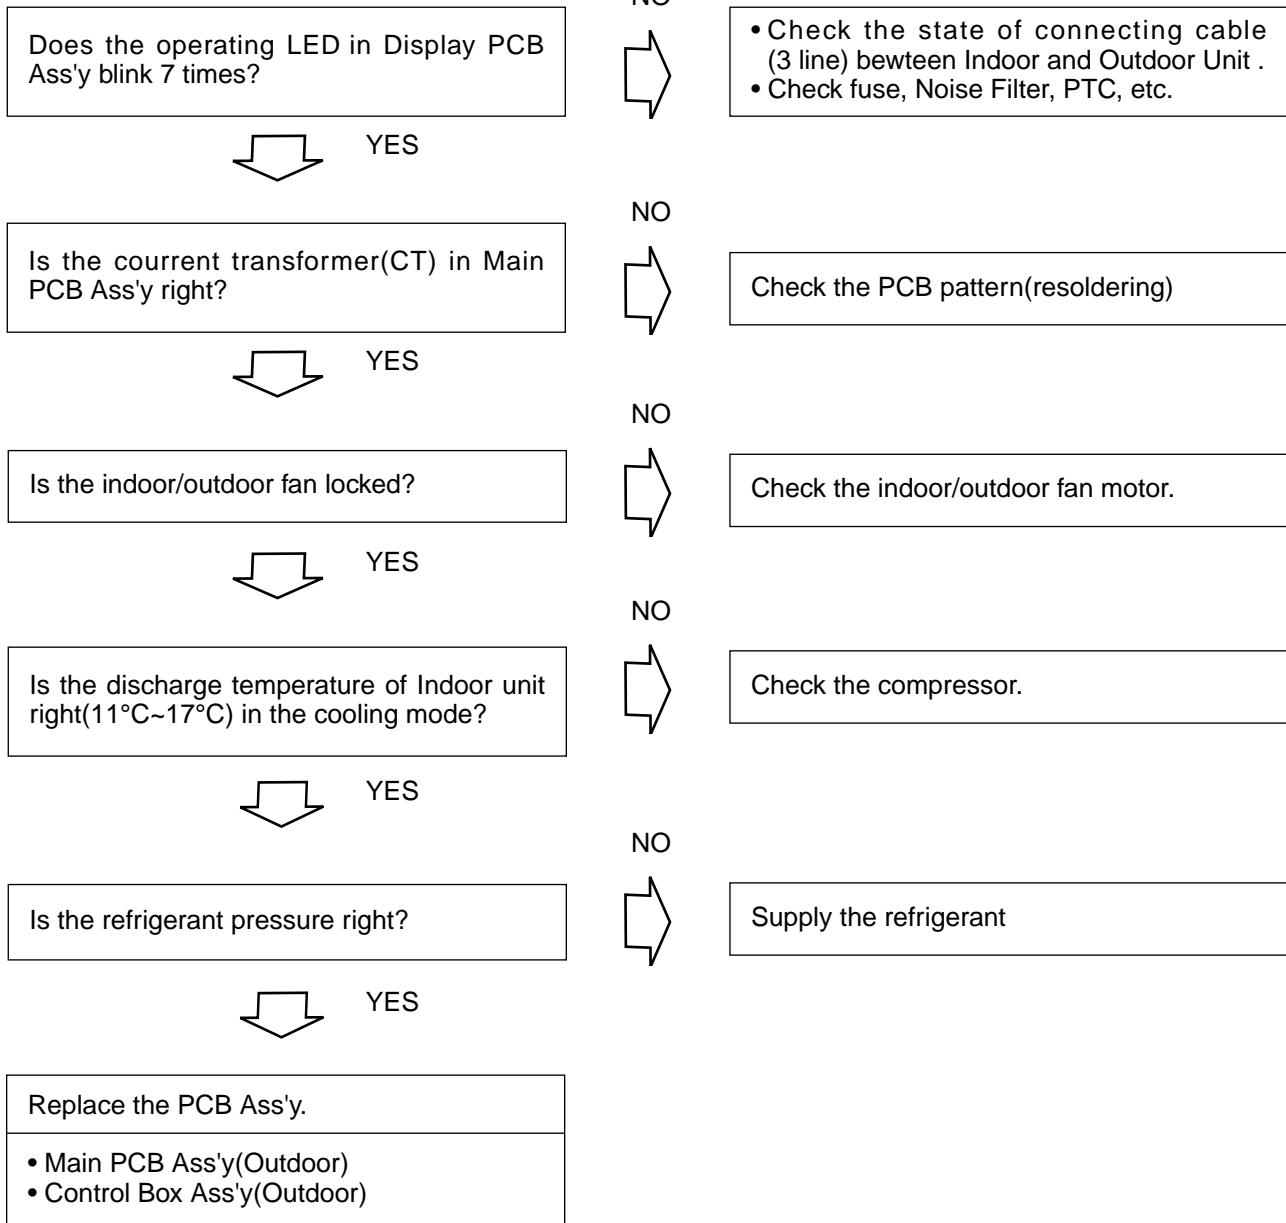 NO
Does the operating LED in Display PCB
Ass'y blink 7 times?
• Check the state of connecting cable
(3 line) bewteen Indoor and Outdoor Unit .
• Check fuse, Noise Filter, PTC, etc.
YES
NO
Is the courrent transformer(CT) in Main
PCB Ass'y right?
Check the PCB pattern(resoldering)
YES
NO
Is the indoor/outdoor fan locked?
Check the indoor/outdoor fan motor.
YES
NO
Is the discharge temperature of Indoor unit
right(11°C~17°C) in the cooling mode?
Check the compressor.
YES
NO
Is the refrigerant pressure right?
Supply the refrigerant
YES
Replace the PCB Ass'y.
• Main PCB Ass'y(Outdoor)
• Control Box Ass'y(Outdoor)